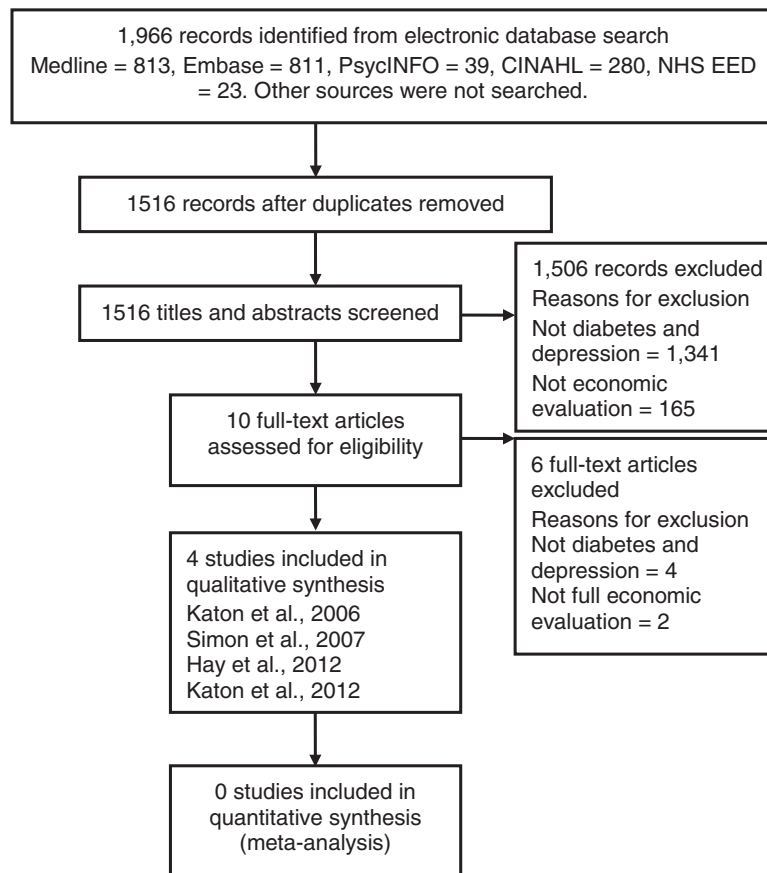 1,966 records identified from electronic database search
Medline = 813, Embase = 811, PsycINFO = 39, CINAHL = 280, NHS EED
= 23. Other sources were not searched.
1516 records after duplicates removed
1516 titles and abstracts screened
1,506 records excluded
Reasons for exclusion
Not diabetes and
depression = 1,341
Not economic
evaluation = 165
10 full-text articles
assessed for eligibility
6 full-text articles
excluded
Reasons for exclusion
Not diabetes and
depression = 4
Not full economic
evaluation = 2
4 studies included in
qualitative synthesis
Katon et al., 2006
Simon et al., 2007
Hay et al., 2012
Katon et al., 2012
0 studies included in
quantitative synthesis
(meta-analysis)